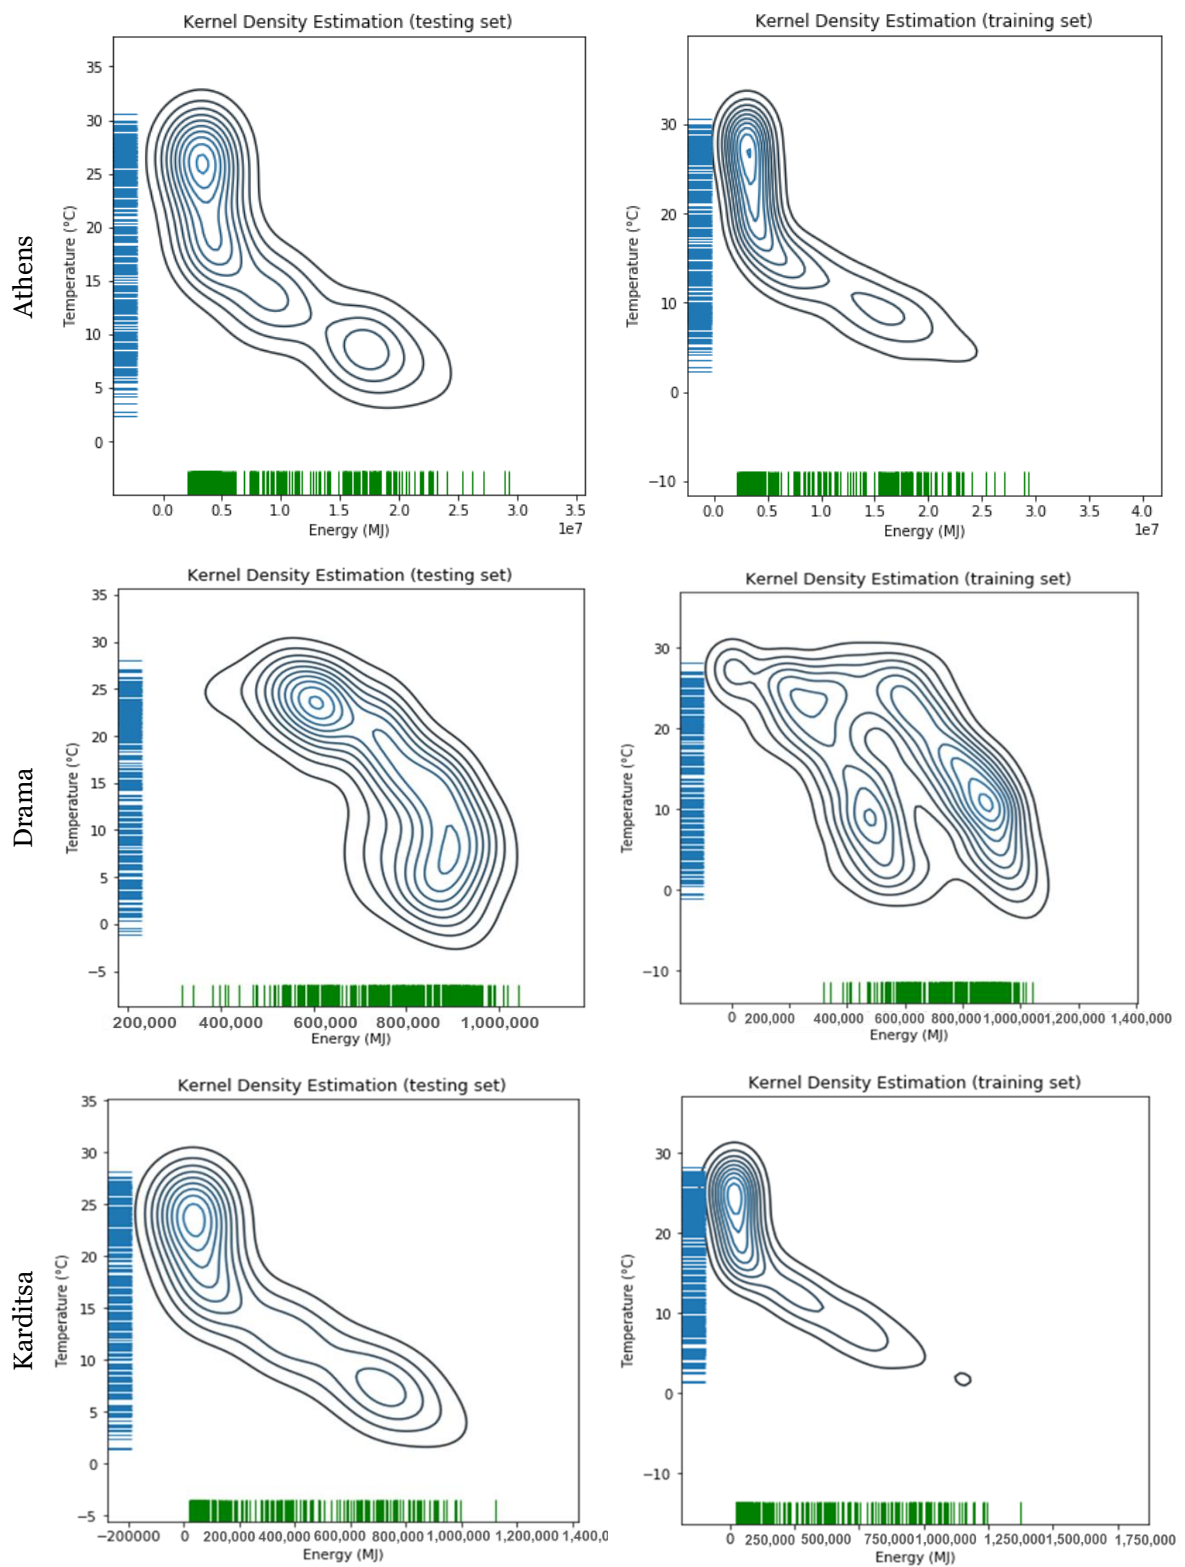 Kernel Density Estimation (testing set)
Kernel Density Estimation (training set)
Athens
Temperature (°C)
35
30
25
20
15
10
5
0
0.0 0.5 1.0 1.5 2.0 2.5 3.0 3.5
1e7
Energy (MJ)
Temperature (°C)
30
20
10
0
−10
0.0 0.5 1.0 1.5 2.0 2.5 3.0 3.5 4.0
1e7
Energy (MJ)
Kernel Density Estimation (testing set)
Kernel Density Estimation (training set)
Drama
Temperature (°C)
35
30
25
20
15
10
5
0
−5
200,000 400,000 600,000 800,000 1,000,000
Energy (MJ)
Temperature (°C)
30
20
10
0
−10
0 200,000 400,000 600,000 800,000 1,000,000 1,200,000 1,400,000
Energy (MJ)
Kernel Density Estimation (testing set)
Kernel Density Estimation (training set)
Karditsa
Temperature (°C)
35
30
25
20
15
10
5
0
−5
−200000 0 200,000 400,000 600,000 800,000 1,000,000 1,200,000 1,400,0
Energy (MJ)
Temperature (°C)
30
20
10
0
−10
0 250,000 500,000 750,000 1,000,000 1,250,000 1,500,000 1,750,000
Energy (MJ)